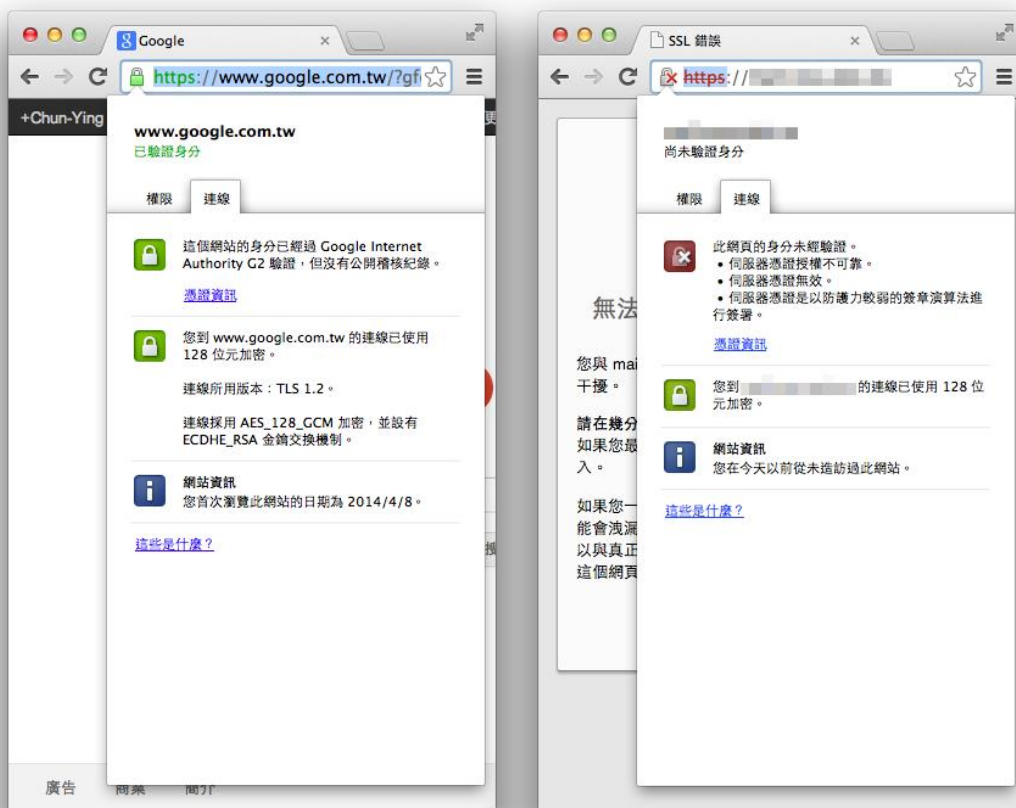 Google
https://www.google.com.tw/?gf
+Chun-Ying
更
www.google.com.tw
已驗證身分
權限
連線
這個網站的身分已經過 Google Internet
Authority G2 驗證，但沒有公開稽核紀錄。
憑證資訊
您到 www.google.com.tw 的連線已使用
128 位元加密。
連線所用版本：TLS 1.2。
連線採用 AES_128_GCM 加密，並設有
ECDHE_RSA 金鑰交換機制。
網站資訊
您首次瀏覽此網站的日期為 2014/4/8。
這些是什麼？
廣告
商業
簡介
SSL 錯誤
https://
尚未驗證身分
權限
連線
此網頁的身分未經驗證。
• 伺服器憑證授權不可靠。
• 伺服器憑證無效。
• 伺服器憑證是以防護力較弱的簽章演算法進
行簽署。
憑證資訊
您到
的連線已使用 128 位
元加密。
網站資訊
您在今天以前從未造訪過此網站。
這些是什麼？
無法
您與 mai
干擾。
請在幾分
如果您最
入。
如果您一
能會洩漏
以與真正
這個網頁